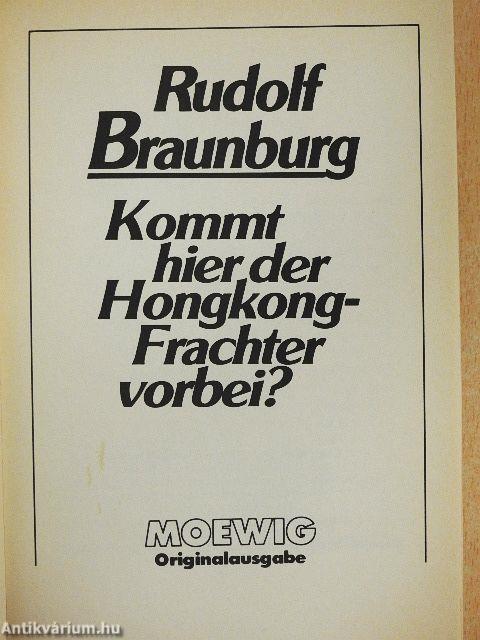 Rudolf
Braunburg
Kommt
hier der
Hongkong-
Frachter
vorbei?
MOEWIG
Originalausgabe
Antikvárium.hu